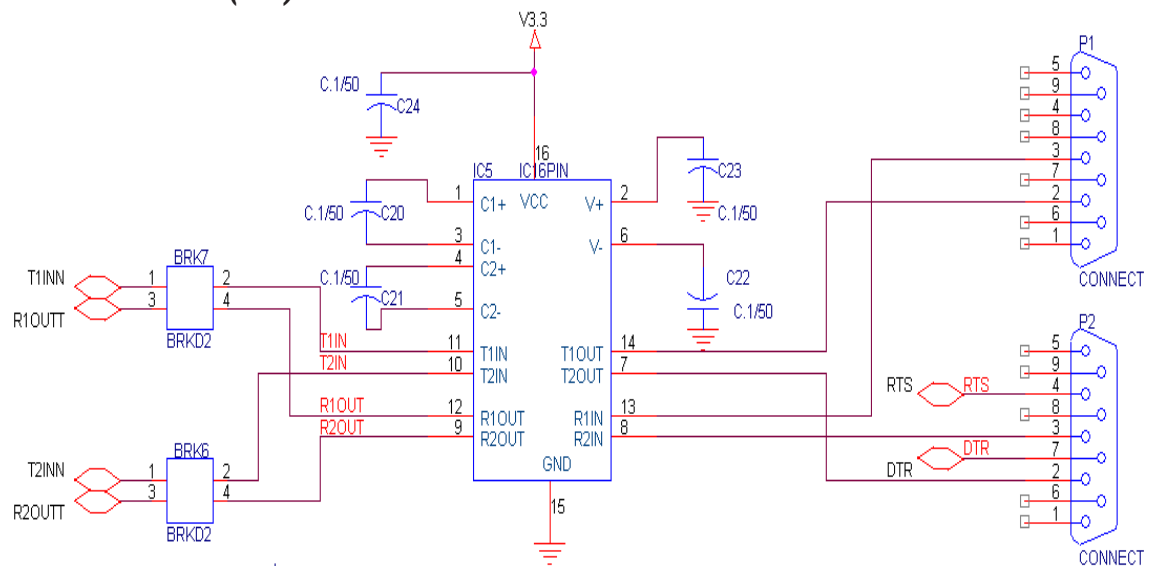 V3.3
C.1/50
C24
16
IC5 IC16PIN
1 C1+ VCC V+ 2
C23
C.1/50
C.1/50 C20
3 C1- V- 6
4 C2+
C.1/50
C21
5 C2-
C22
C.1/50
BRK7
T1INN 1 2
R1OUTT 3 4
BRKD2
T1IN 11 T1IN T1OUT 14
T2IN 10 T2IN T2OUT 7
R1OUT 12 R1OUT R1IN 13
R2OUT 9 R2OUT R2IN 8
GND
15
BRK6
T2INN 1 2
R2OUTT 3 4
BRKD2
P1
5
9
4
8
3
7
2
6
1
CONNECT
P2
5
9
RTS RTS 4
8
3
DTR 7
DTR 2
6
1
CONNECT